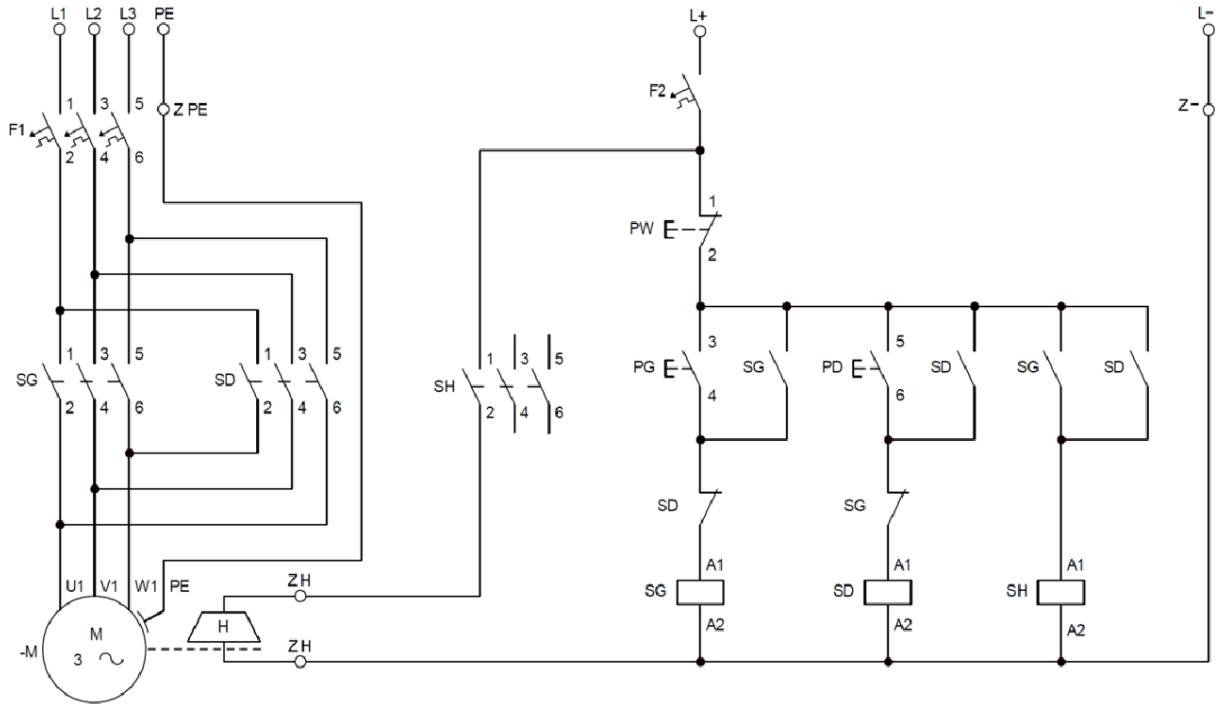 L1 L2 L3 PE L+ L–
F1 1 3 5 Z PE F2 Z–
2 4 6
1
PW
2
1 3 5 1 3 5 1 3 5 3 5
SG SD SH PG SG PD SD SG SD
2 4 6 2 4 6 2 4 6 4 6
SD SG
U1 V1 W1 PE ZH A1 A1 A1
SG SD SH
H A2 A2 A2
-M M 3 ZH